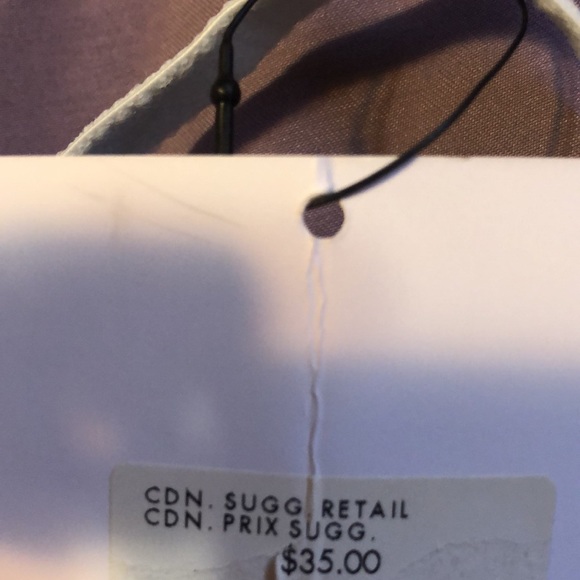 CDN. SUGG. RETAIL
CDN. PRIX SUGG.
$35.00